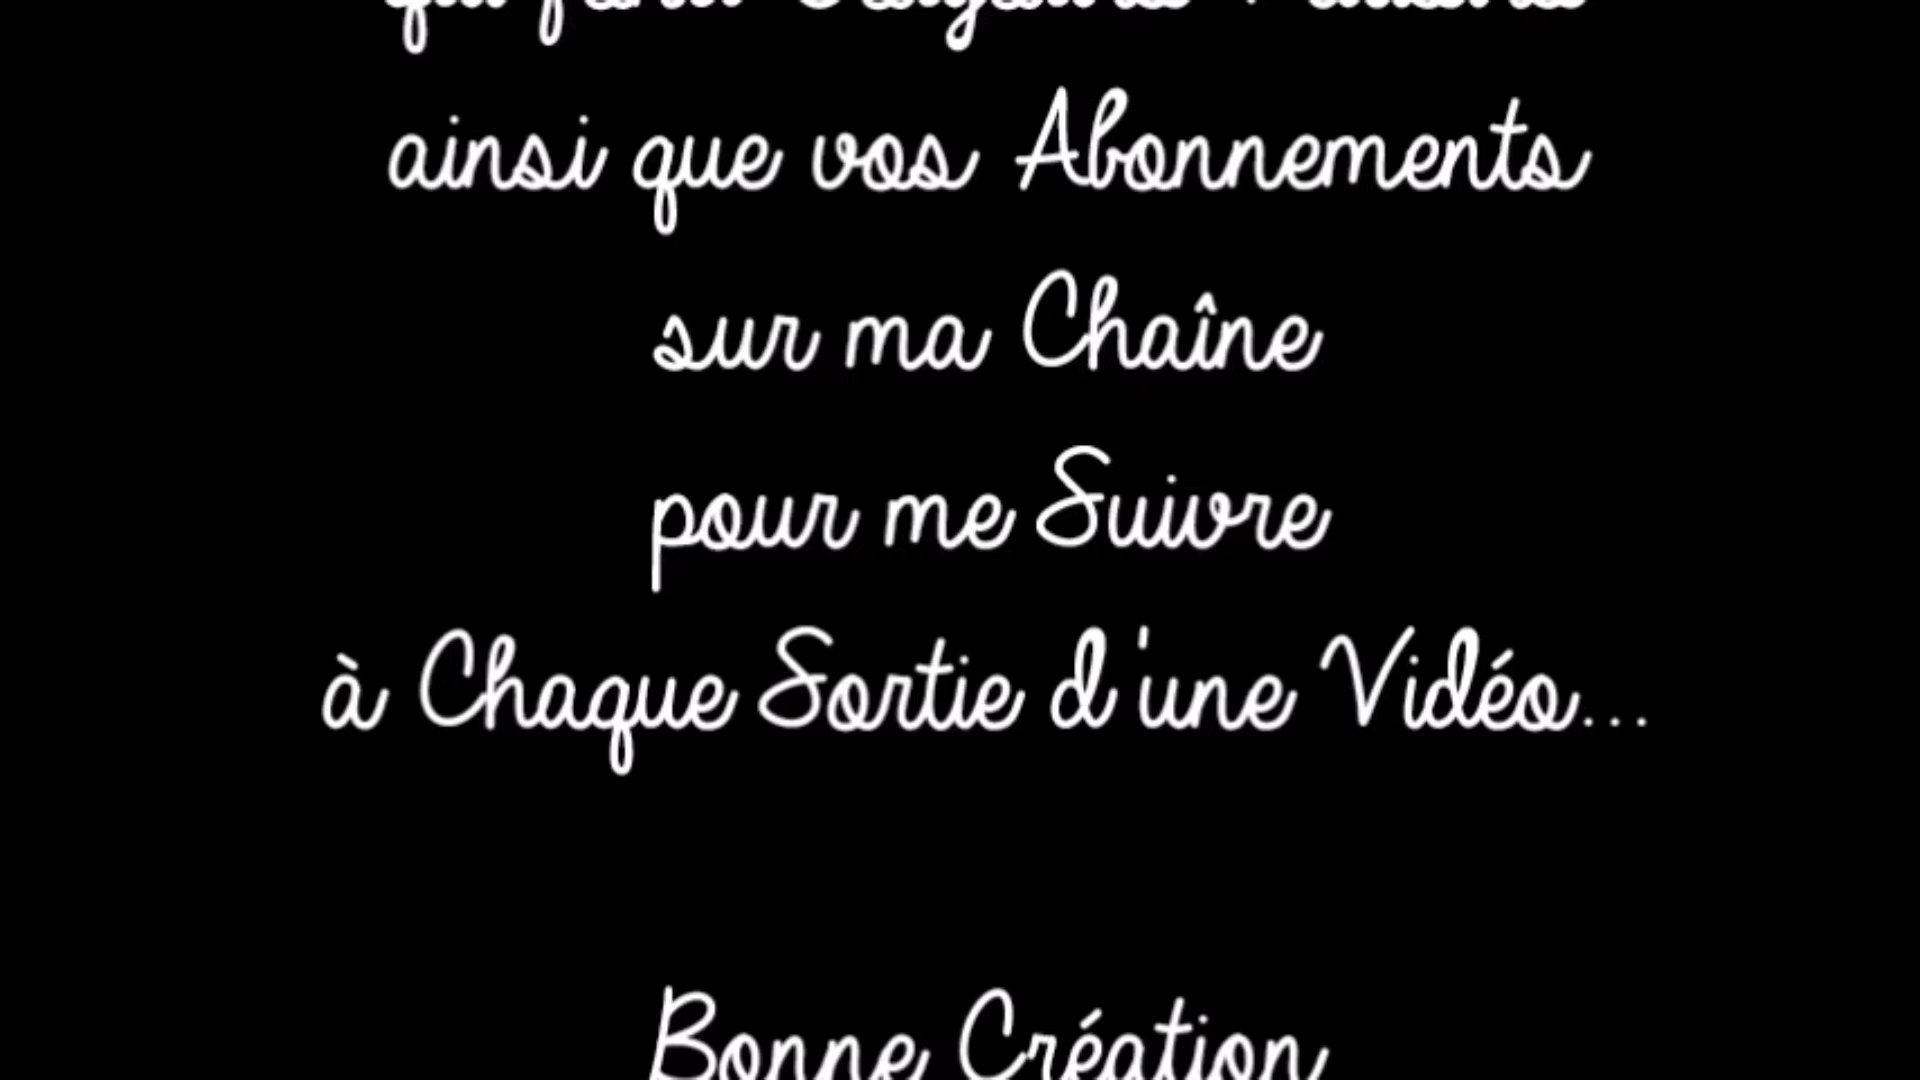 ainsi que vos Abonnements
sur ma Chaîne
pour me Suivre
à Chaque Sortie d'une Vidéo...
Bonne Création